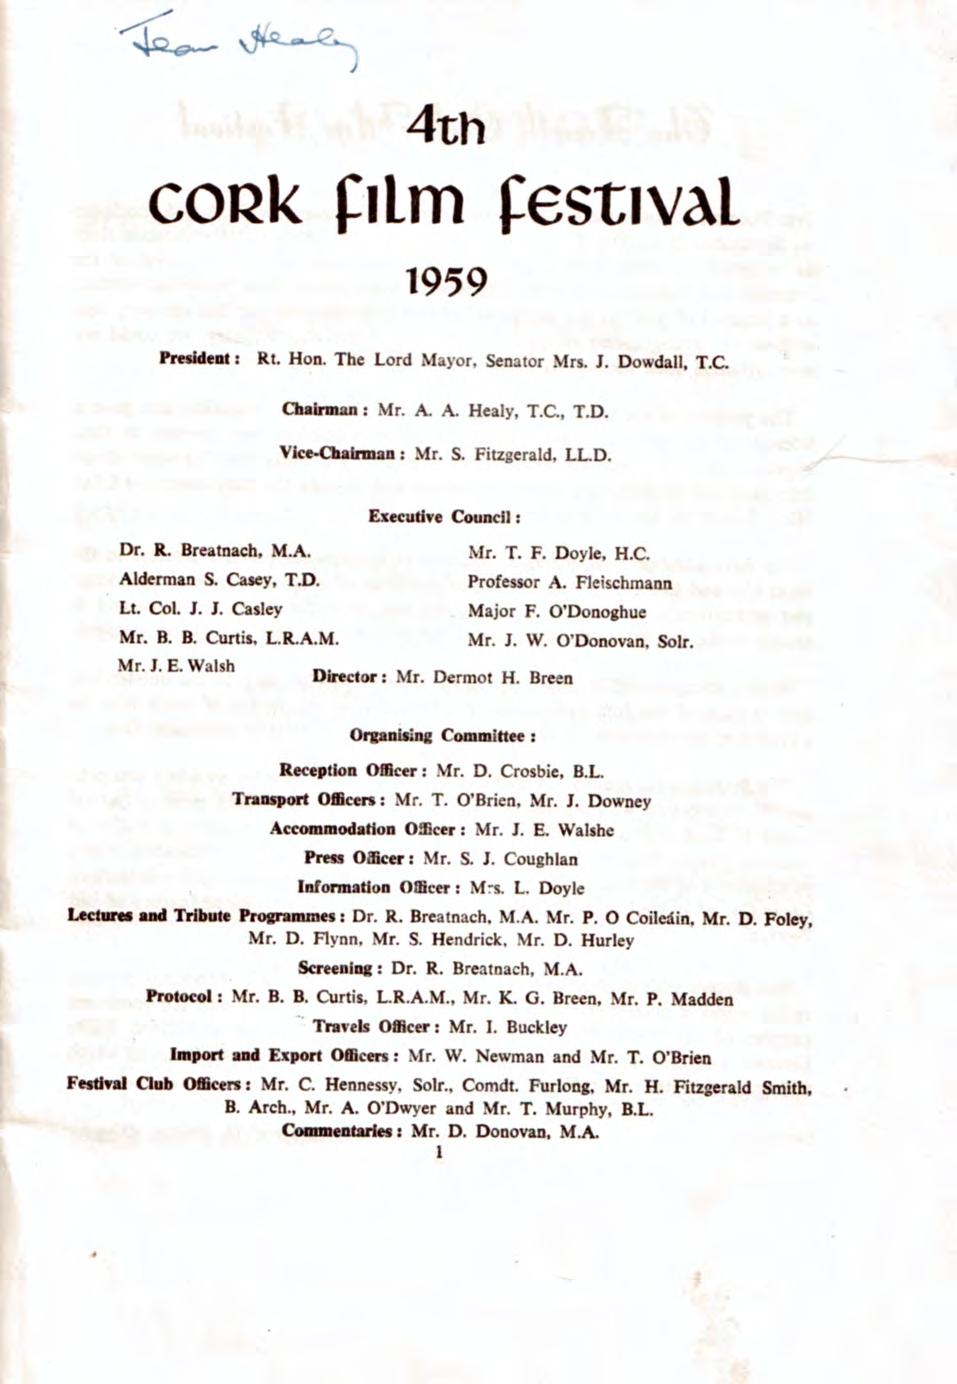 Jean Healy
4th
CORK FILM FESTIVAL
1959
President : Rt. Hon. The Lord Mayor, Senator Mrs. J. Dowdall, T.C.
Chairman : Mr. A. A. Healy, T.C., T.D.
Vice-Chairman : Mr. S. Fitzgerald, LL.D.
Executive Council :
Dr. R. Breatnach, M.A.
Alderman S. Casey, T.D.
Lt. Col. J. J. Casley
Mr. B. B. Curtis, L.R.A.M.
Mr. J. E. Walsh
Mr. T. F. Doyle, H.C.
Professor A. Fleischmann
Major F. O'Donoghue
Mr. J. W. O'Donovan, Solr.
Director : Mr. Dermot H. Breen
Organising Committee :
Reception Officer : Mr. D. Crosbie, B.L.
Transport Officers : Mr. T. O'Brien, Mr. J. Downey
Accommodation Officer : Mr. J. E. Walshe
Press Officer : Mr. S. J. Coughlan
Information Officer : Mrs. L. Doyle
Lectures and Tribute Programmes : Dr. R. Breatnach, M.A. Mr. P. O Coileáin, Mr. D. Foley,
Mr. D. Flynn, Mr. S. Hendrick, Mr. D. Hurley
Screening : Dr. R. Breatnach, M.A.
Protocol : Mr. B. B. Curtis, L.R.A.M., Mr. K. G. Breen, Mr. P. Madden
Travels Officer : Mr. I. Buckley
Import and Export Officers : Mr. W. Newman and Mr. T. O'Brien
Festival Club Officers : Mr. C. Hennessy, Solr., Comdt. Furlong, Mr. H. Fitzgerald Smith,
B. Arch., Mr. A. O'Dwyer and Mr. T. Murphy, B.L.
Commentaries : Mr. D. Donovan, M.A.
1